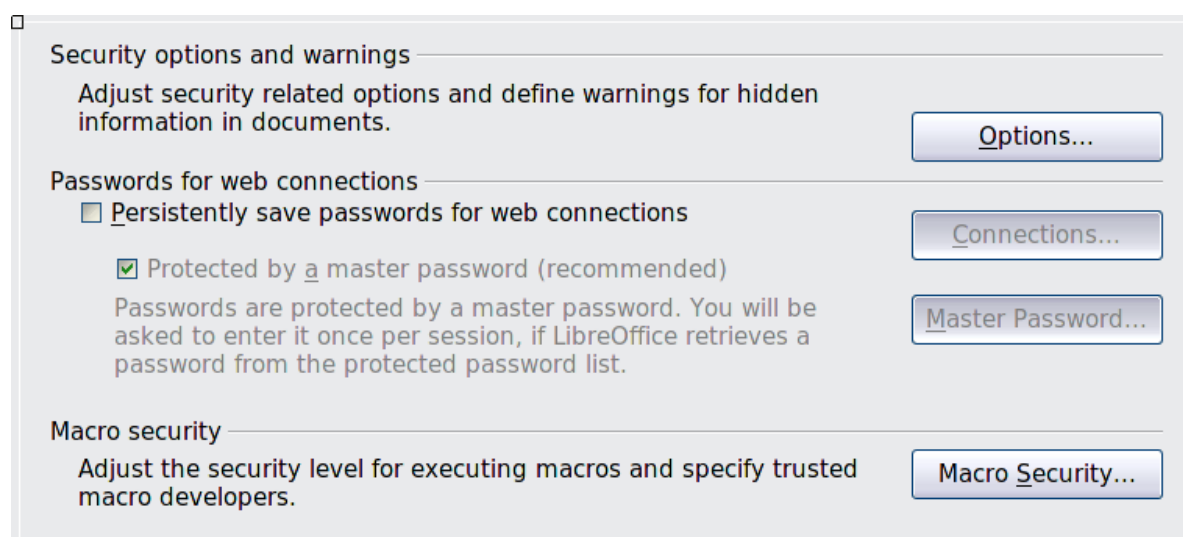 Security options and warnings
Adjust security related options and define warnings for hidden
information in documents.
Options...
Passwords for web connections
Persistently save passwords for web connections
Connections...
Protected by a master password (recommended)
Passwords are protected by a master password. You will be
asked to enter it once per session, if LibreOffice retrieves a
password from the protected password list.
Master Password...
Macro security
Adjust the security level for executing macros and specify trusted
macro developers.
Macro Security...